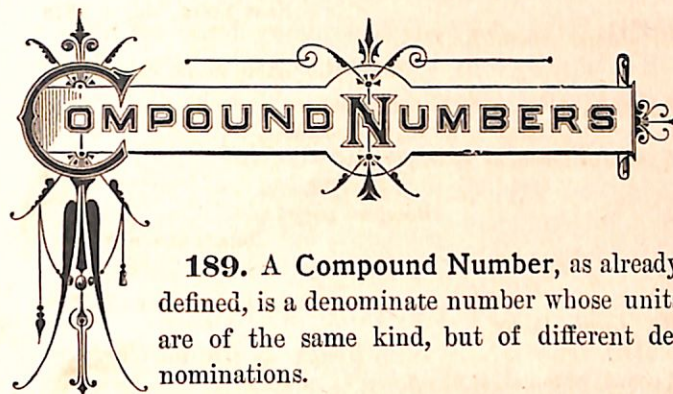 COMPOUND NUMBERS
189. A Compound Number, as already
defined, is a denominate number whose unit
are of the same kind, but of different de
nominations.